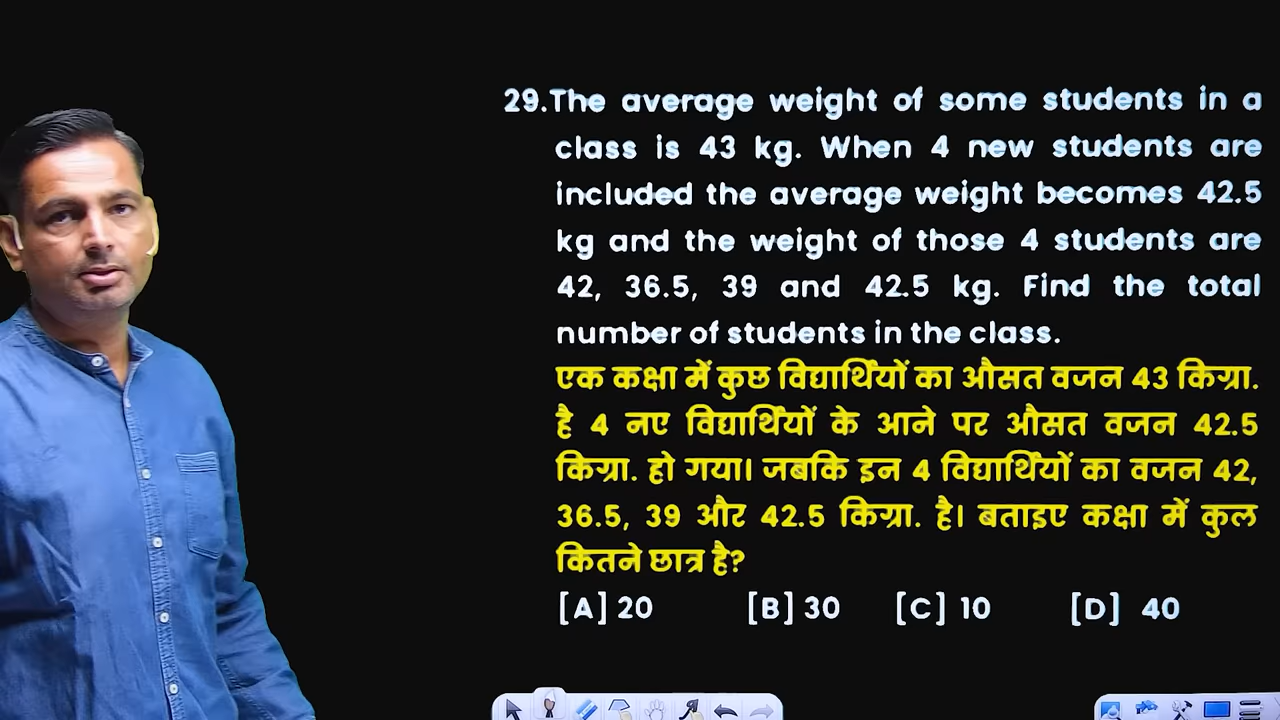 29.The average weight of some students in a
class is 43 kg. When 4 new students are
included the average weight becomes 42.5
kg and the weight of those 4 students are
42, 36.5, 39 and 42.5 kg. Find the total
number of students in the class.
एक कक्षा में कुछ विद्यार्थियों का औसत वजन 43 किग्रा.
है 4 नए विद्यार्थियों के आने पर औसत वजन 42.5
किग्रा. हो गया। जबकि इन 4 विद्यार्थियों का वजन 42,
36.5, 39 और 42.5 किग्रा. है। बताइए कक्षा में कुल
कितने छात्र है?
[A] 20 [B] 30 [C] 10 [D] 40